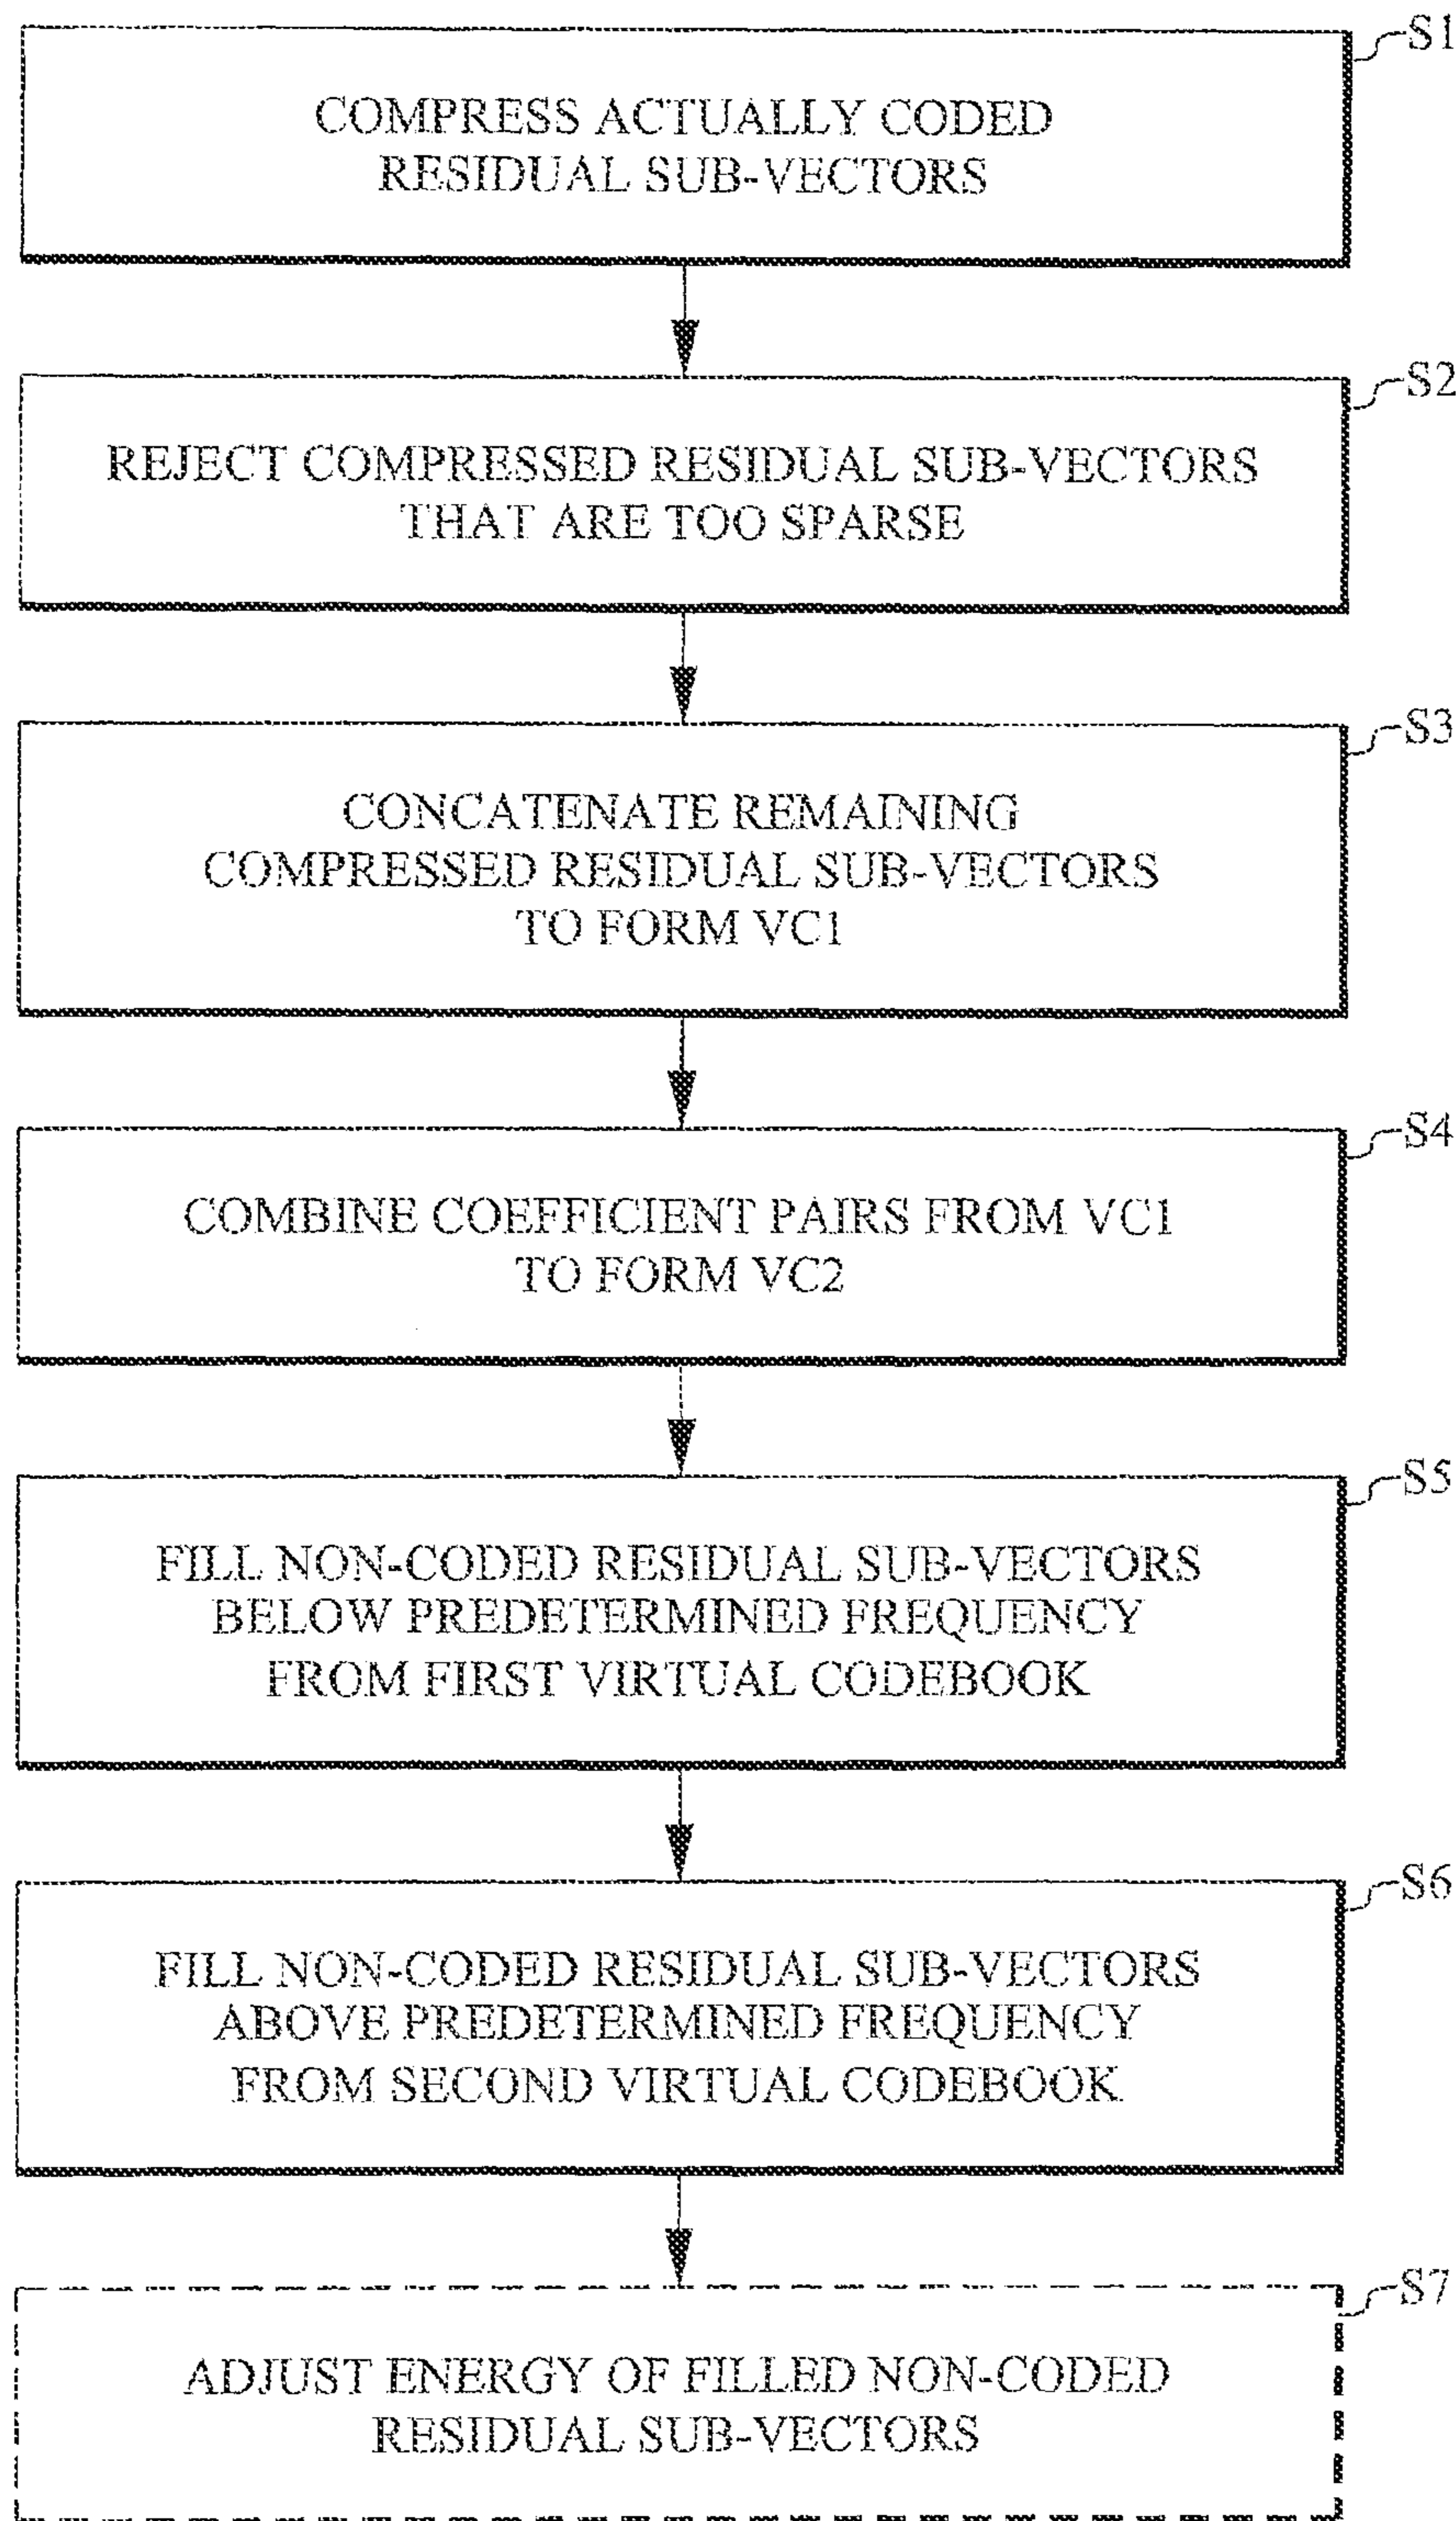 S1
COMPRESS ACTUALLY CODED
RESIDUAL SUB-VECTORS
S2
REJECT COMPRESSED RESIDUAL SUB-VECTORS
THAT ARE TOO SPARSE
S3
CONCATENATE REMAINING
COMPRESSED RESIDUAL SUB-VECTORS
TO FORM VC1
S4
COMBINE COEFFICIENT PAIRS FROM VC1
TO FORM VC2
S5
FILL NON-CODED RESIDUAL SUB-VECTORS
BELOW PREDETERMINED FREQUENCY
FROM FIRST VIRTUAL CODEBOOK
S6
FILL NON-CODED RESIDUAL SUB-VECTORS
ABOVE PREDETERMINED FREQUENCY
FROM SECOND VIRTUAL CODEBOOK
S7
ADJUST ENERGY OF FILLED NON-CODED
RESIDUAL SUB-VECTORS